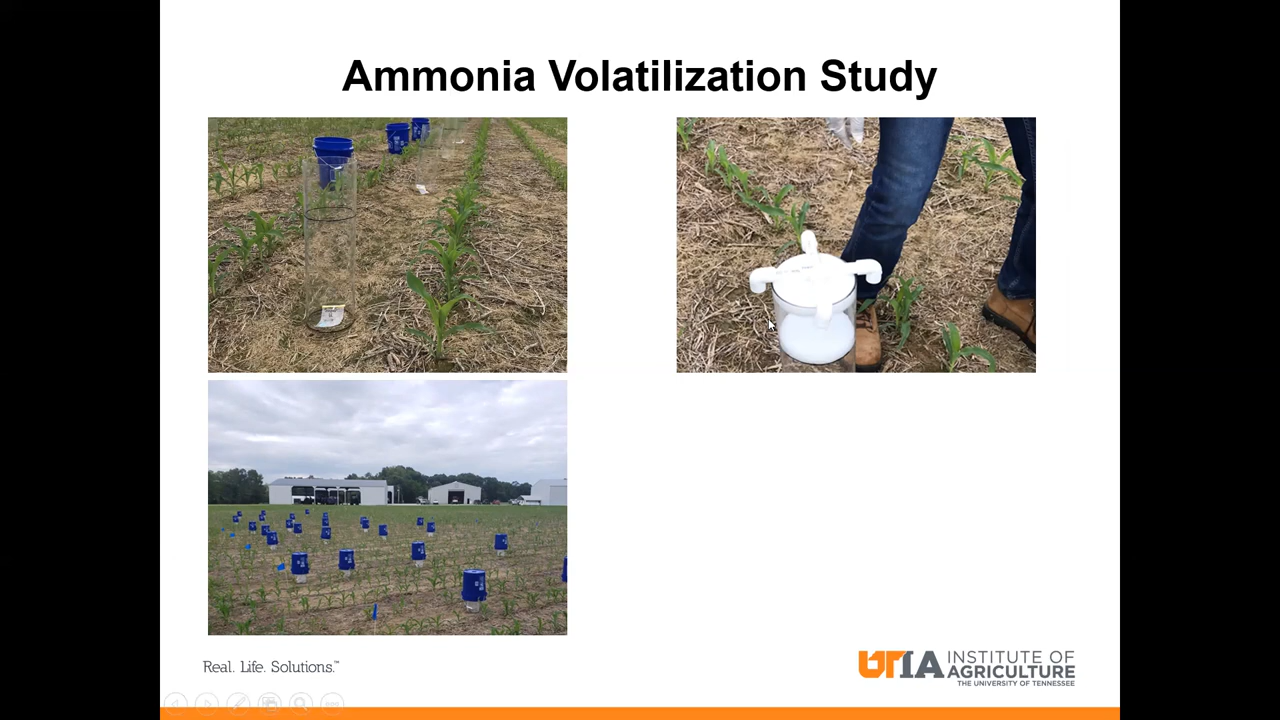 Ammonia Volatilization Study
Real. Life. Solutions.™
UTIA INSTITUTE OF
AGRICULTURE
THE UNIVERSITY OF TENNESSEE